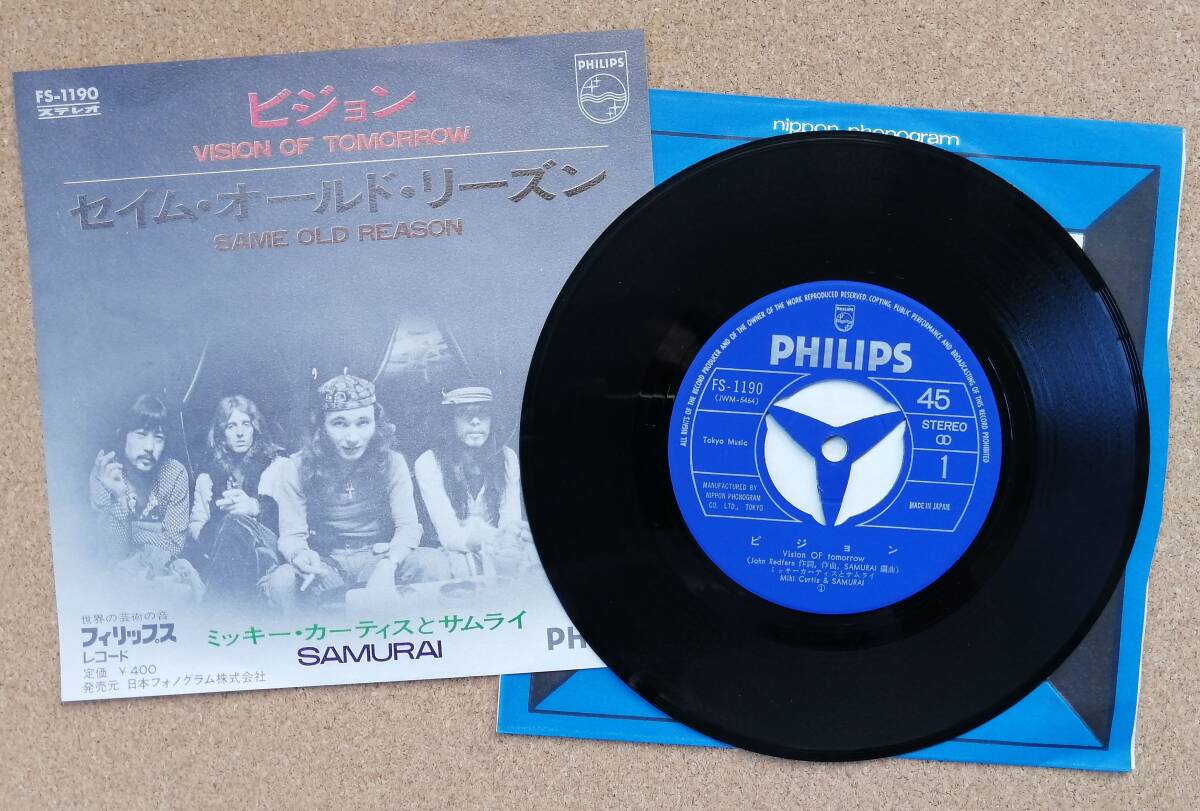 FS-1190
ステレオ
PHILIPS
ビジョン
VISION OF TOMORROW
セイム・オールド・リーズン
SAME OLD REASON
世界の芸術の音
フィリップス
レコード
定価 ¥400
発売元 日本フォノグラム株式会社
ミッキー・カーティスとサムライ
SAMURAI
PH
nippon phonogram
ALL RIGHTS OF THE RECORD PRODUCER AND OF THE OWNER OF THE WORK REPRODUCED RESERVED. COPYING, PUBLIC PERFORMANCE AND BROADCASTING OF THIS RECORD PROHIBITED
PHILIPS
PHILIPS
FS-1190
(JWM-5464)
45
STEREO
Tokyo Music
1
MANUFACTURED BY
NIPPON PHONOGRAM
CO. LTD., TOKYO
MADE IN JAPAN
ビジョン
Vision OF tomorrow
(John Redfern 作詞, 作曲, SAMURAI 編曲)
ミッキーカーティスとサムライ
Miki Curtis & SAMURAI
①